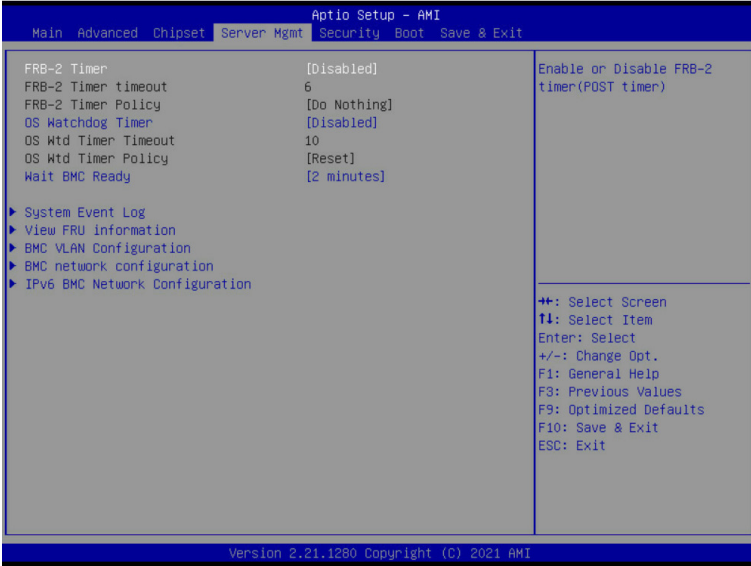 Aptio Setup – AMI
Main Advanced Chipset Server Mgmt Security Boot Save & Exit
FRB-2 Timer [Disabled]
FRB-2 Timer timeout 6
FRB-2 Timer Policy [Do Nothing]
OS Watchdog Timer [Disabled]
OS Wtd Timer Timeout 10
OS Wtd Timer Policy [Reset]
Wait BMC Ready [2 minutes]
System Event Log
View FRU information
BMC VLAN Configuration
BMC network configuration
IPv6 BMC Network Configuration
Enable or Disable FRB-2
timer(POST timer)
→←: Select Screen
↑↓: Select Item
Enter: Select
+/-: Change Opt.
F1: General Help
F3: Previous Values
F9: Optimized Defaults
F10: Save & Exit
ESC: Exit
Version 2.21.1280 Copyright (C) 2021 AMI